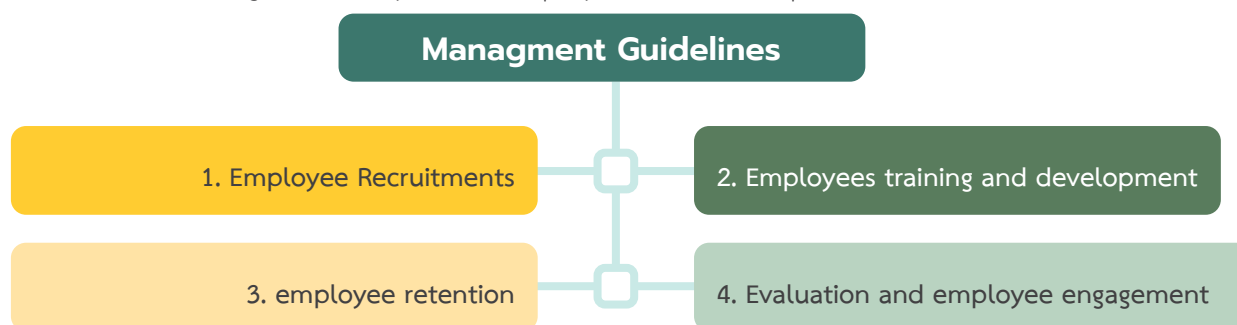 Managment Guidelines
1. Employee Recruitments
2. Employees training and development
3. employee retention
4. Evaluation and employee engagement